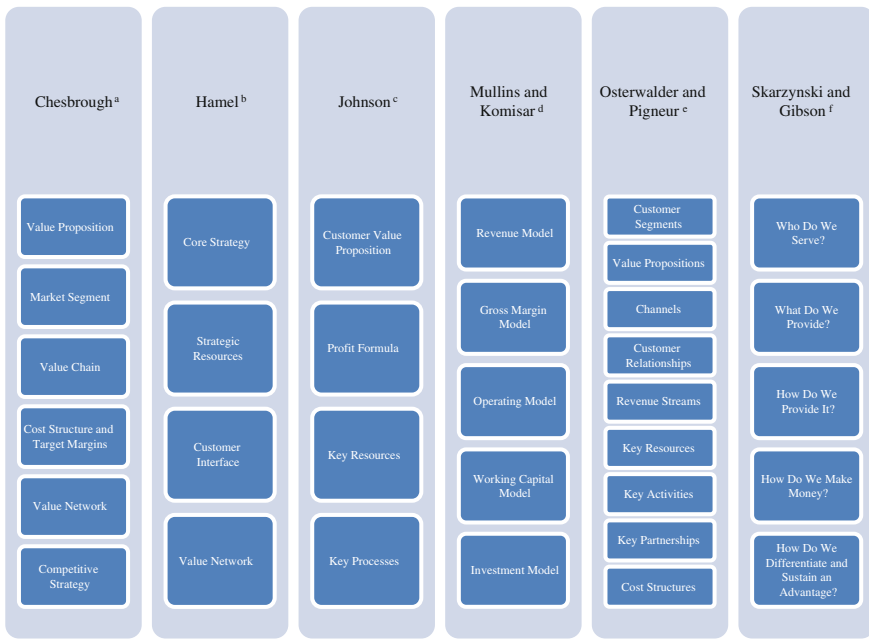 Chesbrough a
Value Proposition
Market Segment
Value Chain
Cost Structure and
Target Margins
Value Network
Competitive
Strategy
Hamel b
Core Strategy
Strategic
Resources
Customer
Interface
Value Network
Johnson c
Customer Value
Proposition
Profit Formula
Key Resources
Key Processes
Mullins and
Komisar d
Revenue Model
Gross Margin
Model
Operating Model
Working Capital
Model
Investment Model
Osterwalder and
Pigneur e
Customer
Segments
Value Propositions
Channels
Customer
Relationships
Revenue Streams
Key Resources
Key Activities
Key Partnerships
Cost Structures
Skarzynski and
Gibson f
Who Do We
Serve?
What Do We
Provide?
How Do We
Provide It?
How Do We Make
Money?
How Do We
Differentiate and
Sustain an
Advantage?